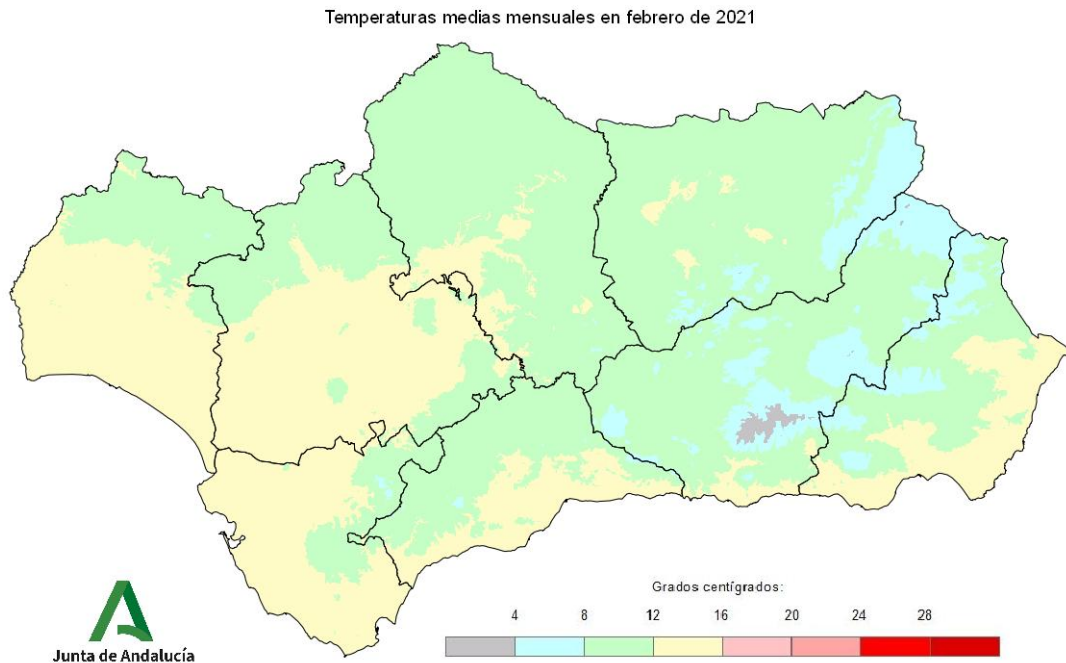 Temperaturas medias mensuales en febrero de 2021
Grados centígrados:
4 8 12 16 20 24 28
Junta de Andalucía